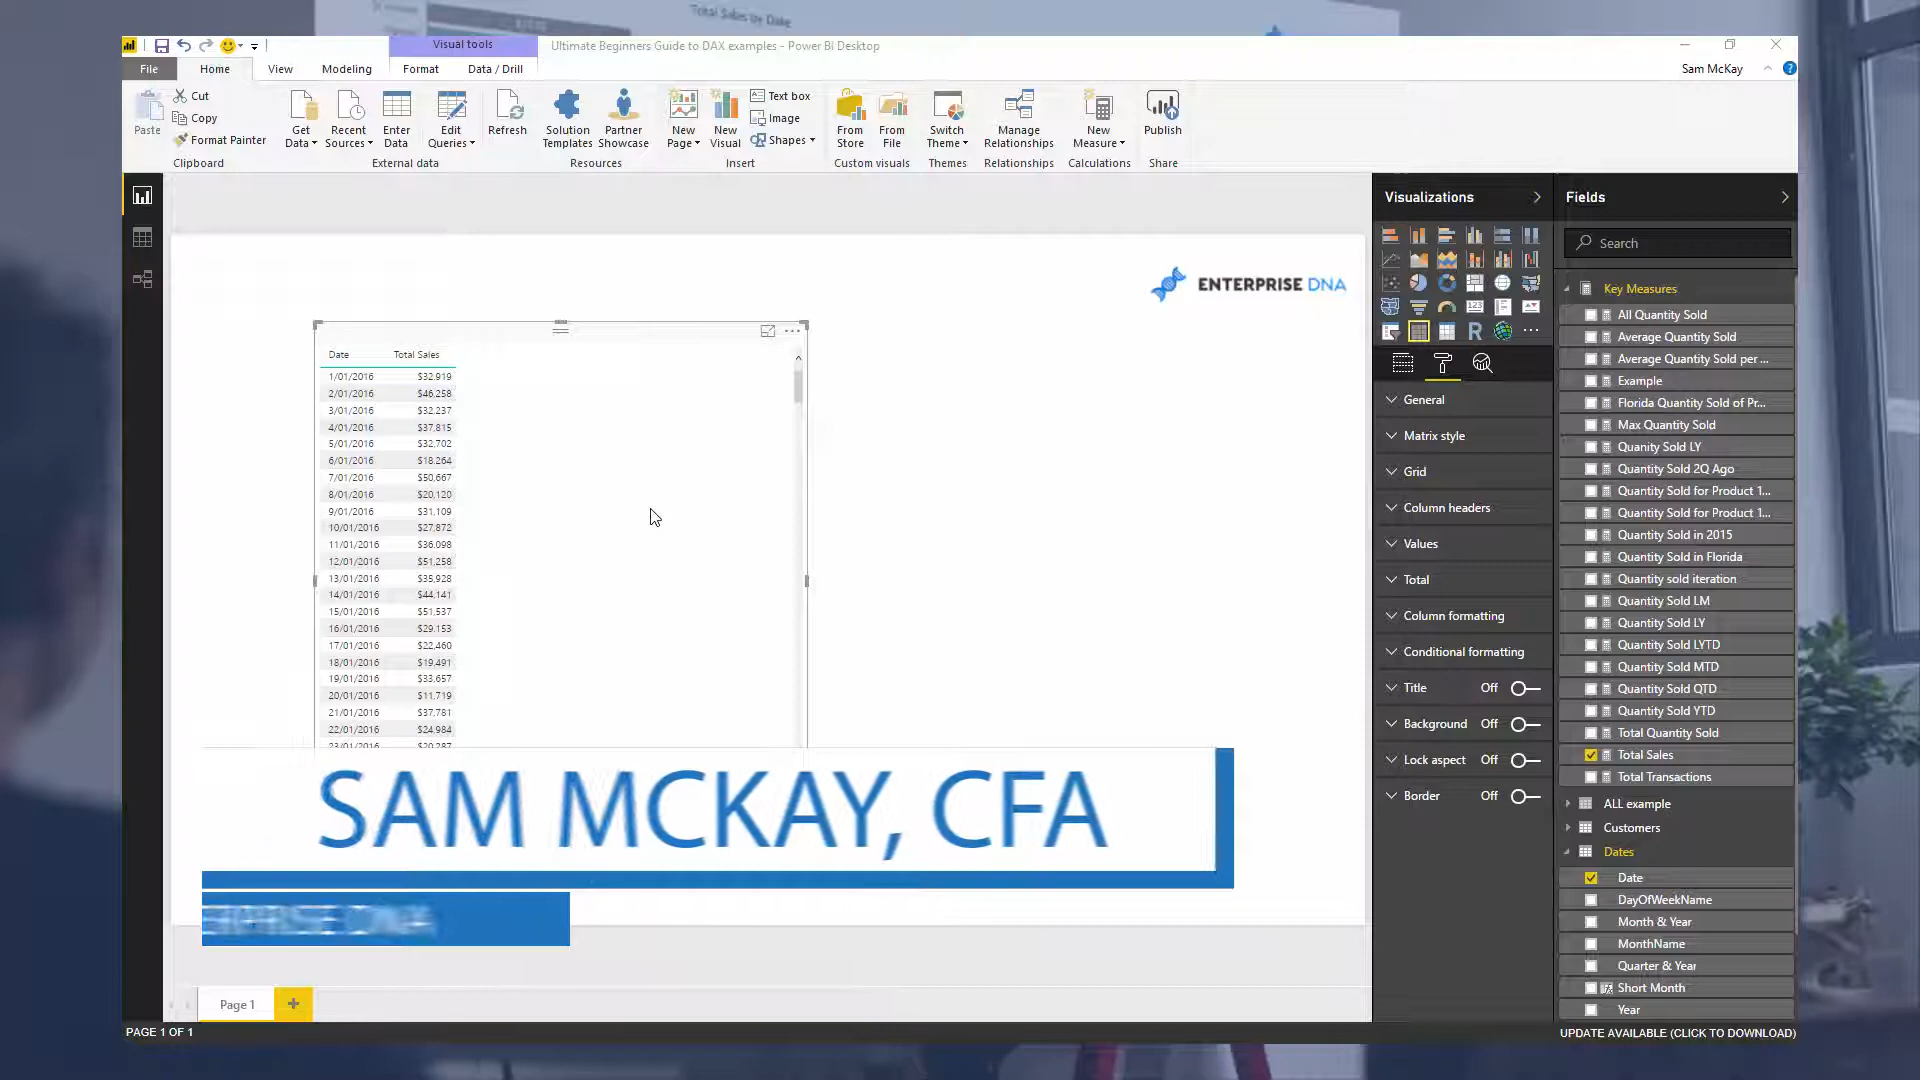 Total Sales by Date
Visual tools
Ultimate Beginners Guide to DAX examples - Power BI Desktop
File
Home
View
Modeling
Format
Data / Drill
Sam McKay
Paste
Cut
Copy
Format Painter
Clipboard
Get Data
Recent Sources
Enter Data
Edit Queries
External data
Refresh
Solution Templates
Partner Showcase
Resources
New Page
New Visual
Text box
Image
Shapes
Insert
From Store
From File
Custom visuals
Switch Theme
Themes
Manage Relationships
Relationships
New Measure
Calculations
Publish
Share
ENTERPRISE DNA
Date Total Sales
1/01/2016 $32,919
2/01/2016 $46,258
3/01/2016 $32,237
4/01/2016 $37,815
5/01/2016 $32,702
6/01/2016 $18,264
7/01/2016 $50,667
8/01/2016 $20,120
9/01/2016 $31,109
10/01/2016 $27,872
11/01/2016 $36,098
12/01/2016 $51,258
13/01/2016 $35,928
14/01/2016 $44,141
15/01/2016 $51,537
16/01/2016 $29,153
17/01/2016 $22,460
18/01/2016 $19,491
19/01/2016 $33,657
20/01/2016 $11,719
21/01/2016 $37,781
22/01/2016 $24,984
23/01/2016 $20,287
SAM MCKAY, CFA
Page 1
PAGE 1 OF 1
Visualizations
General
Matrix style
Grid
Column headers
Values
Total
Column formatting
Conditional formatting
Title Off
Background Off
Lock aspect Off
Border Off
Fields
Search
Key Measures
All Quantity Sold
Average Quantity Sold
Average Quantity Sold per ...
Example
Florida Quantity Sold of Pr...
Max Quantity Sold
Quanity Sold LY
Quantity Sold 2Q Ago
Quantity Sold for Product 1...
Quantity Sold for Product 1...
Quantity Sold in 2015
Quantity Sold in Florida
Quantity sold iteration
Quantity Sold LM
Quantity Sold LY
Quantity Sold LYTD
Quantity Sold MTD
Quantity Sold QTD
Quantity Sold YTD
Total Quantity Sold
Total Sales
Total Transactions
ALL example
Customers
Dates
Date
DayOfWeekName
Month & Year
MonthName
Quarter & Year
Short Month
Year
UPDATE AVAILABLE (CLICK TO DOWNLOAD)